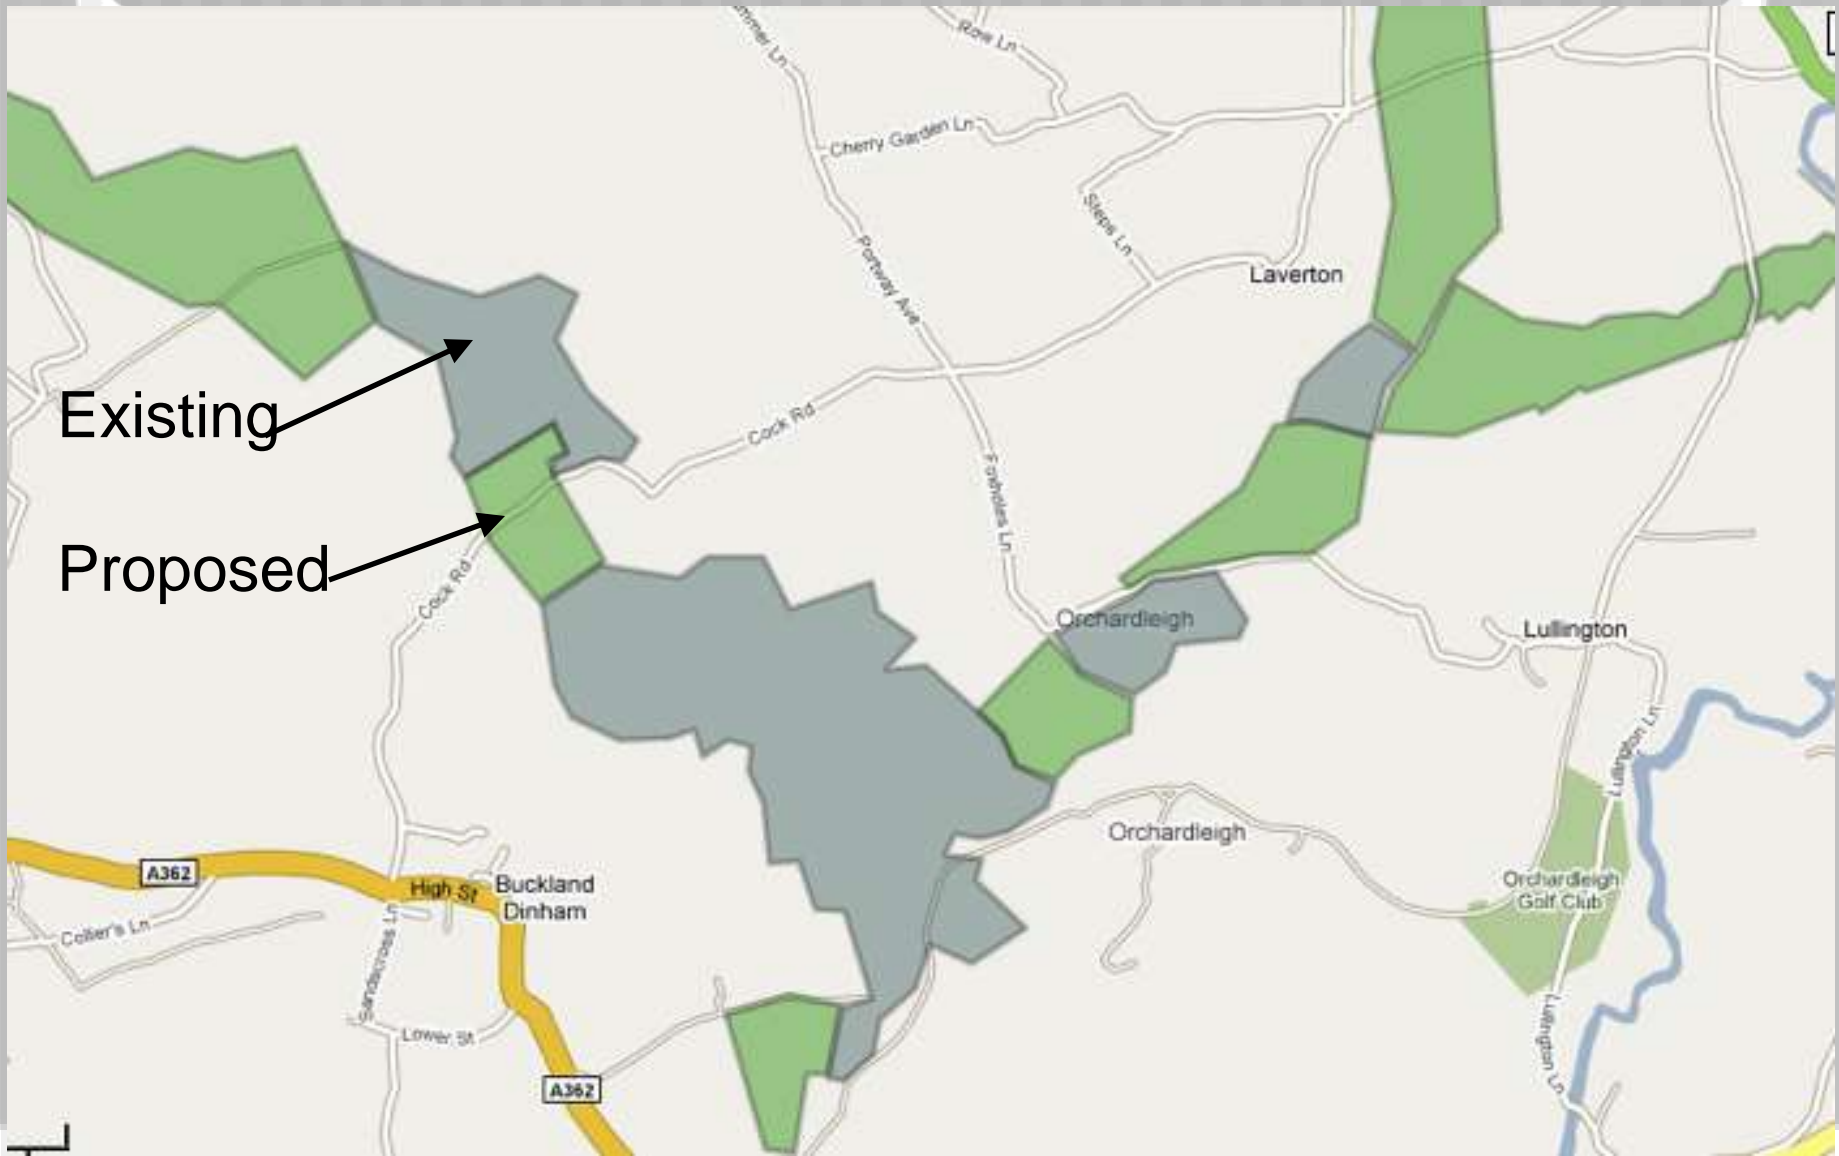 Row Ln
Cherry Garden Ln
Steps Ln
Portway Ave
Laverton
Existing
Cock Rd
Foxholes Ln
Proposed
Cock Rd
Orchardleigh
Lullington
Lullington Ln
Orchardleigh
A362
High St
Buckland
Dinham
Orchardleigh
Golf Club
Collier's Ln
Sandscross Ln
Lower St
Lullington Ln
A362